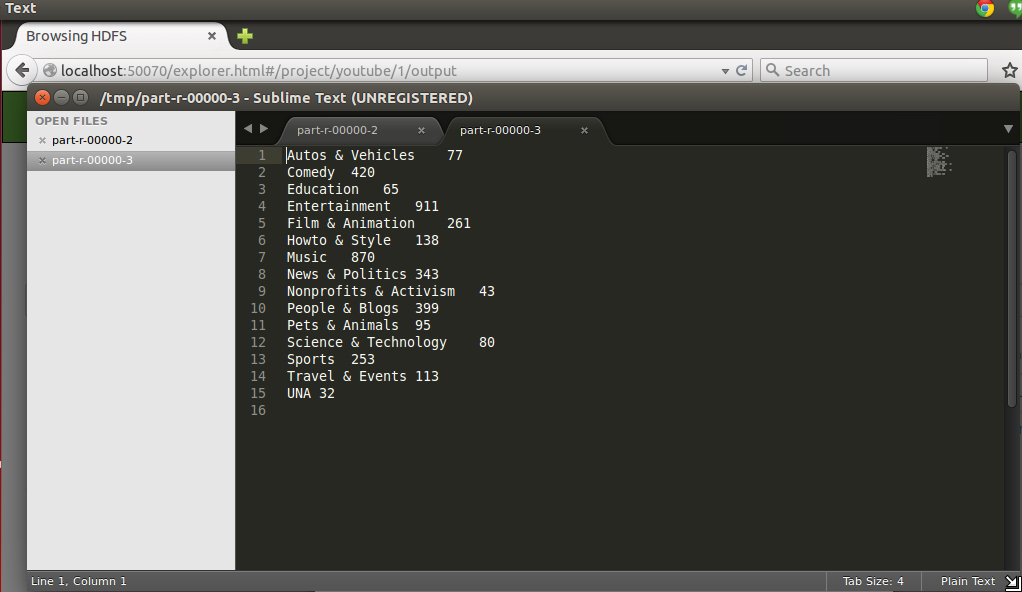 Text
Browsing HDFS ×
localhost:50070/explorer.html#/project/youtube/1/output
Search
/tmp/part-r-00000-3 - Sublime Text (UNREGISTERED)
OPEN FILES
× part-r-00000-2
× part-r-00000-3
part-r-00000-2 × part-r-00000-3 ×
1 Autos & Vehicles 77
2 Comedy 420
3 Education 65
4 Entertainment 911
5 Film & Animation 261
6 Howto & Style 138
7 Music 870
8 News & Politics 343
9 Nonprofits & Activism 43
10 People & Blogs 399
11 Pets & Animals 95
12 Science & Technology 80
13 Sports 253
14 Travel & Events 113
15 UNA 32
16
Line 1, Column 1 Tab Size: 4 Plain Text